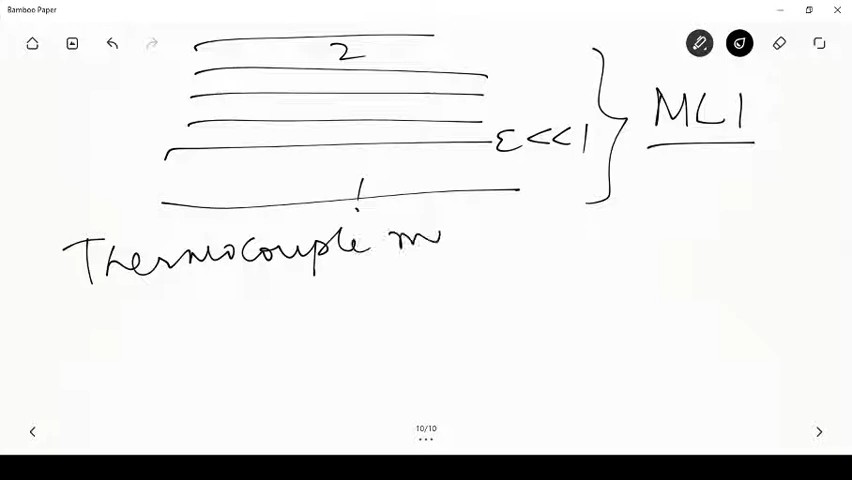 Bamboo Paper
2
ε <<1
MLI
1
Thermocouple m
10/10